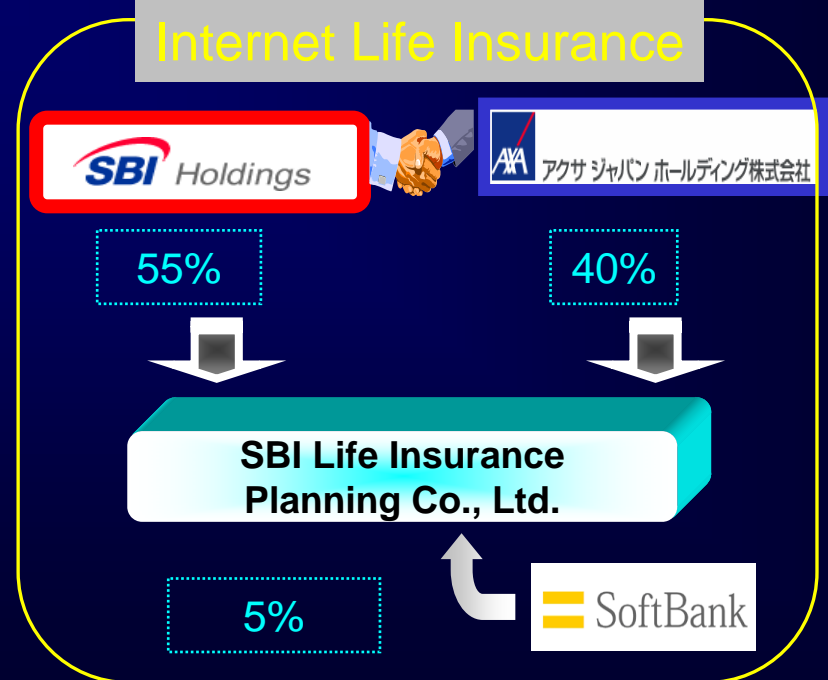 Internet Life Insurance
SBI Holdings
AXA アクサ ジャパン ホールディング株式会社
55%
40%
SBI Life Insurance
Planning Co., Ltd.
5%
SoftBank